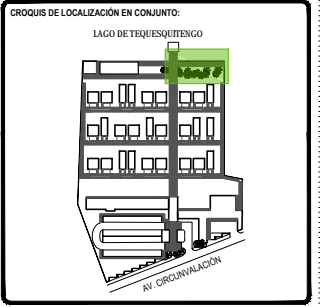 CROQUIS DE LOCALIZACIÓN EN CONJUNTO:
LAGO DE TEQUESQUITENGO
AV. CIRCUNVALACIÓN